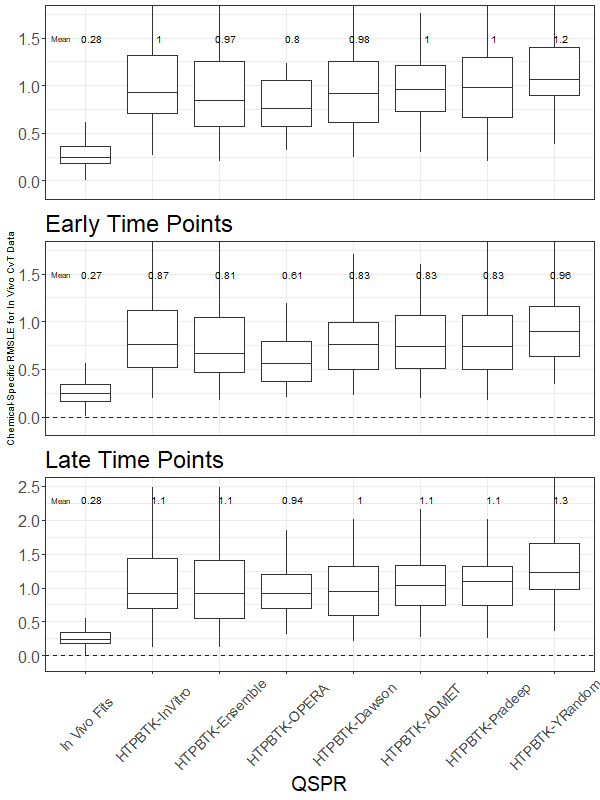 1.5
1.0
0.5
0.0
Mean 0.28 1 0.97 0.8 0.98 1 1 1.2
Early Time Points
Chemical-Specific RMSLE for In Vivo CvT Data
1.5
1.0
0.5
0.0
Mean 0.27 0.87 0.81 0.61 0.83 0.83 0.83 0.96
Late Time Points
2.5
2.0
1.5
1.0
0.5
0.0
Mean 0.28 1.1 1.1 0.94 1 1.1 1.1 1.3
In Vivo Fits
HTPBTK-InVitro
HTPBTK-Ensemble
HTPBTK-OPERA
HTPBTK-Dawson
HTPBTK-ADMET
HTPBTK-Pradeep
HTPBTK-YRandom
QSPR